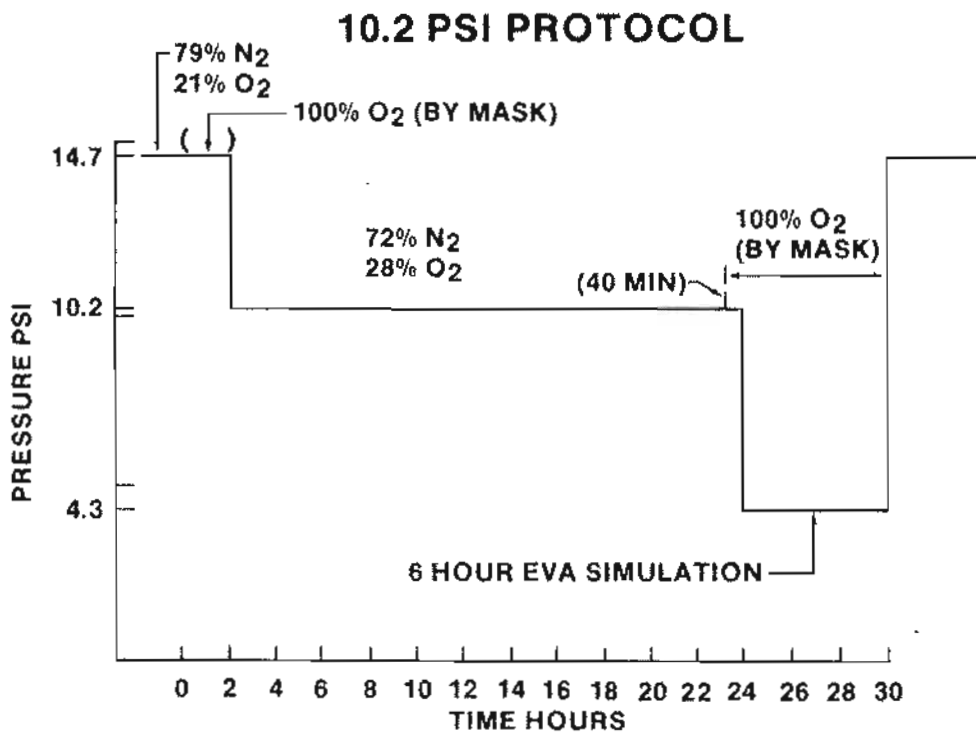 10.2 PSI PROTOCOL
79% N2
21% O2
( )
100% O2 (BY MASK)
14.7
72% N2
28% O2
100% O2
(BY MASK)
(40 MIN)
10.2
PRESSURE PSI
4.3
6 HOUR EVA SIMULATION
0 2 4 6 8 10 12 14 16 18 20 22 24 26 28 30
TIME HOURS